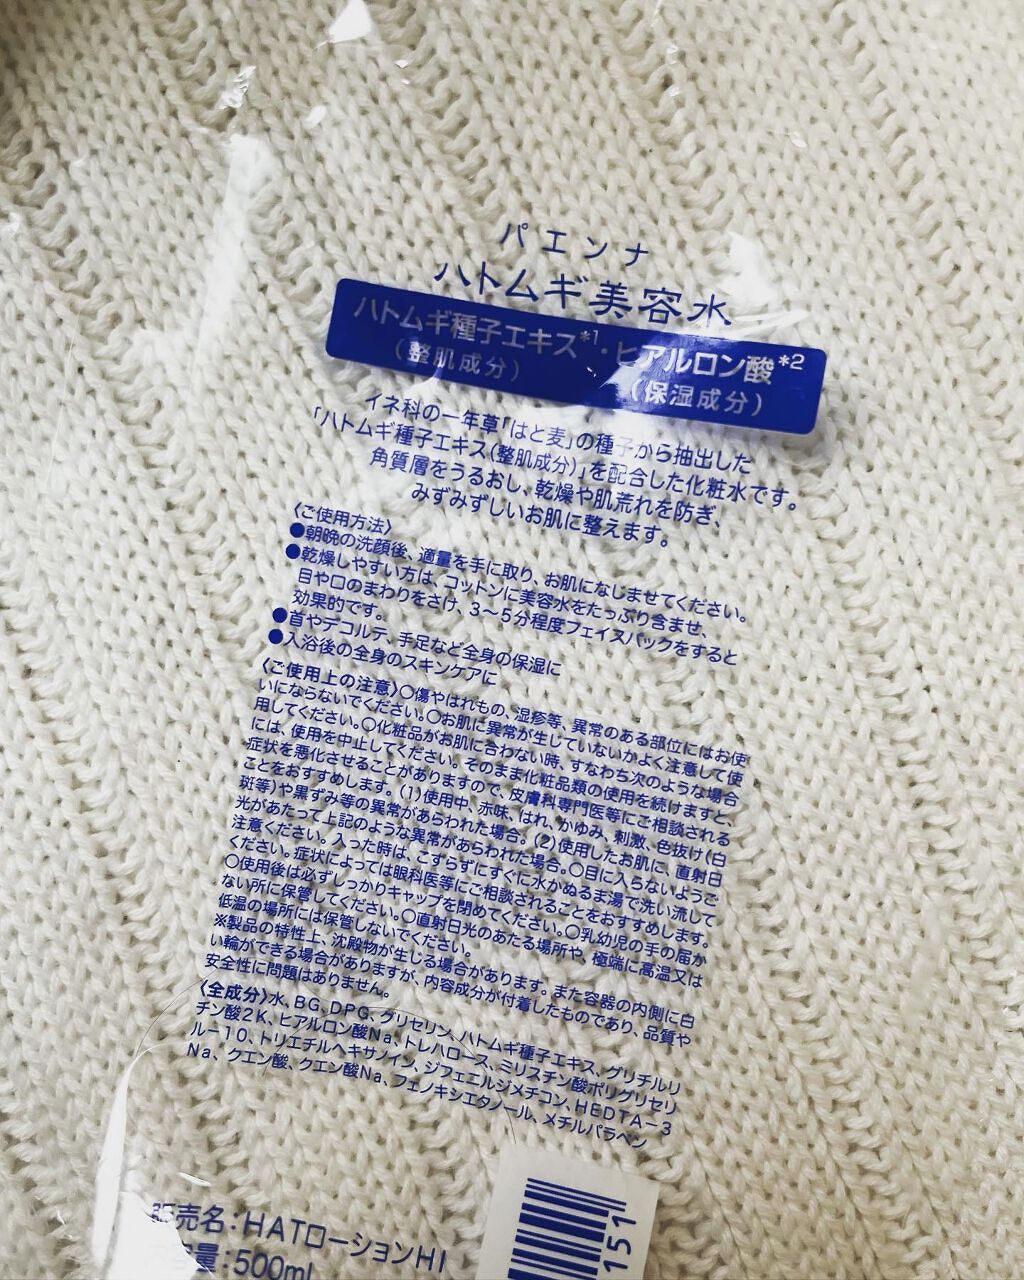 パエンナ
ハトムギ美容水
ハトムギ種子エキス*1・ヒアルロン酸*2
(整肌成分) (保湿成分)
イネ科の一年草「はと麦」の種子から抽出した
「ハトムギ種子エキス(整肌成分)」を配合した化粧水です。
角質層をうるおし、乾燥や肌荒れを防ぎ、
みずみずしいお肌に整えます。
〈ご使用方法〉
●朝晩の洗顔後、適量を手に取り、お肌になじませてください。
●乾燥しやすい方は、コットンに美容水をたっぷり含ませ、
目や口のまわりをさけ、3〜5分程度フェイスパックをすると
効果的です。
●首やデコルテ、手足など全身の保湿に
●入浴後の全身のスキンケアに
〈ご使用上の注意〉○傷やはれもの、湿疹等、異常のある部位にはお使
いにならないでください。○お肌に異常が生じていないかよく注意して使
用してください。○化粧品がお肌に合わない時、すなわち次のような場合
には、使用を中止してください。そのまま化粧品類の使用を続けますと、
症状を悪化させることがありますので、皮膚科専門医等にご相談される
ことをおすすめします。(1)使用中、赤味、はれ、かゆみ、刺激、色抜け(白
斑等)や黒ずみ等の異常があらわれた場合。(2)使用したお肌に、直射日
光があたって上記のような異常があらわれた場合。○目に入らないようご
注意ください。入った時は、こすらずにすぐに水かぬるま湯で洗い流して
ください。症状によっては眼科医等にご相談されることをおすすめします。
○使用後は必ずしっかりキャップを閉めてください。○乳幼児の手の届か
ない所に保管してください。○直射日光のあたる場所や、極端に高温又は
低温の場所には保管しないでください。
※製品の特性上、沈殿物が生じる場合があります。また容器の内側に白
い輪ができる場合がありますが、内容成分が付着したものであり、品質や
安全性に問題はありません。
〈全成分〉水、BG、DPG、グリセリン、ハトムギ種子エキス、グリチルリ
チン酸2K、ヒアルロン酸Na、トレハロース、ミリスチン酸ポリグリセリ
ル-10、トリエチルヘキサノイン、ジフェニルジメチコン、HEDTA-3
Na、クエン酸、クエン酸Na、フェノキシエタノール、メチルパラベン
販売名:HATローションHI
容量:500ml
151